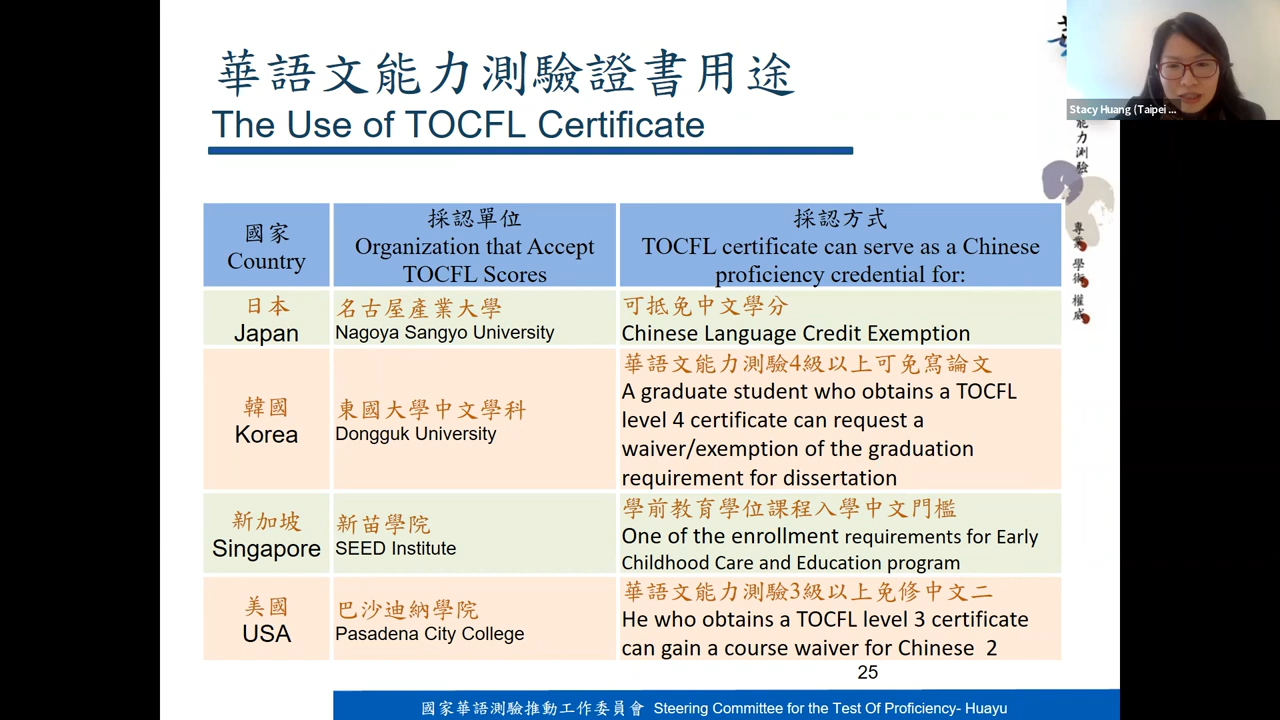 華語文能力測驗證書用途
The Use of TOCFL Certificate
Stacy Huang (Taipei ...
能力測驗
專業 學術 權威
國家
Country
採認單位
Organization that Accept
TOCFL Scores
採認方式
TOCFL certificate can serve as a Chinese
proficiency credential for:
日本
Japan
名古屋產業大學
Nagoya Sangyo University
可抵免中文學分
Chinese Language Credit Exemption
韓國
Korea
東國大學中文學科
Dongguk University
華語文能力測驗4級以上可免寫論文
A graduate student who obtains a TOCFL
level 4 certificate can request a
waiver/exemption of the graduation
requirement for dissertation
新加坡
Singapore
新苗學院
SEED Institute
學前教育學位課程入學中文門檻
One of the enrollment requirements for Early
Childhood Care and Education program
美國
USA
巴沙迪納學院
Pasadena City College
華語文能力測驗3級以上免修中文二
He who obtains a TOCFL level 3 certificate
can gain a course waiver for Chinese 2
25
國家華語測驗推動工作委員會 Steering Committee for the Test Of Proficiency- Huayu